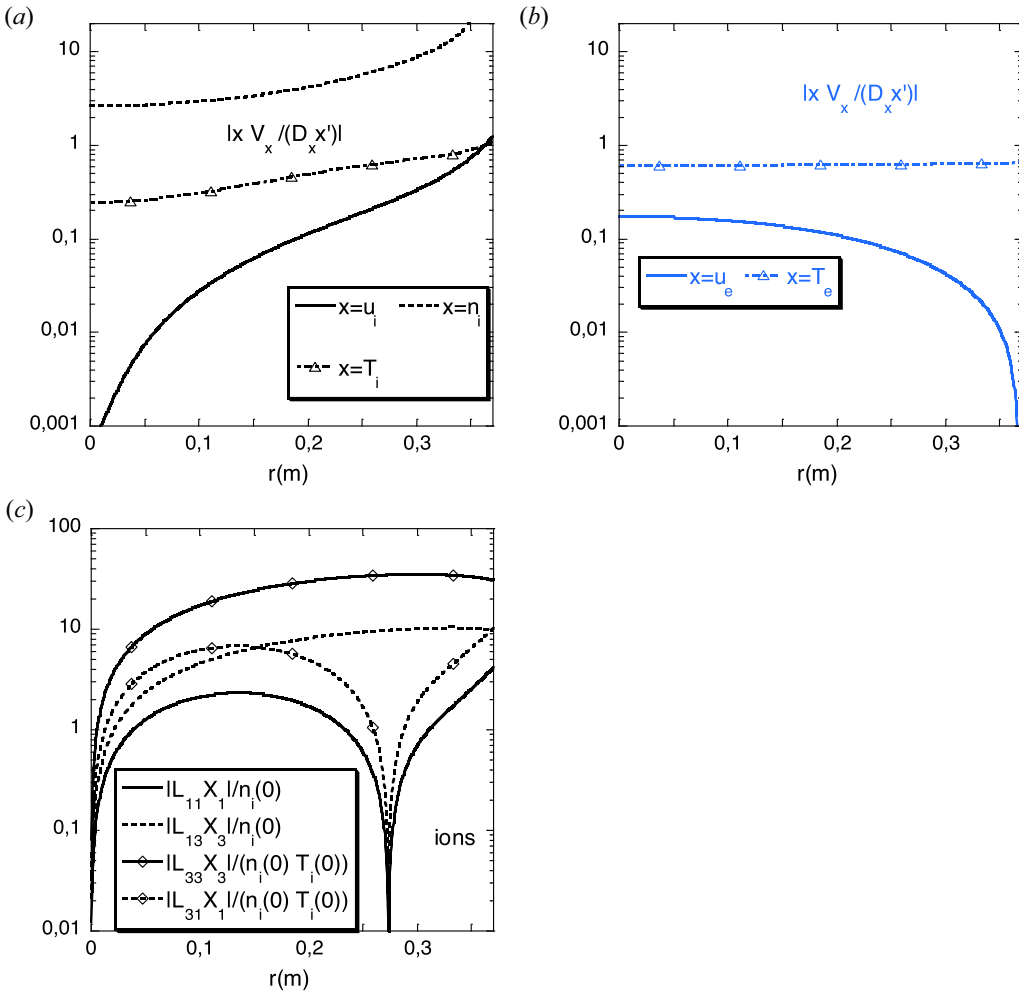 (a)
10
1
0,1
0,01
0,001
|x V_x /(D_x x')|
x=u_i x=n_i
x=T_i
0 0,1 0,2 0,3
r(m)
(b)
10
1
0,1
0,01
0,001
|x V_x /(D_x x')|
x=u_e x=T_e
0 0,1 0,2 0,3
r(m)
(c)
100
10
1
0,1
0,01
|L_11 X_1|/n_i(0)
|L_13 X_3|/n_i(0)
|L_33 X_3|/(n_i(0) T_i(0))
|L_31 X_1|/(n_i(0) T_i(0))
ions
0 0,1 0,2 0,3
r(m)